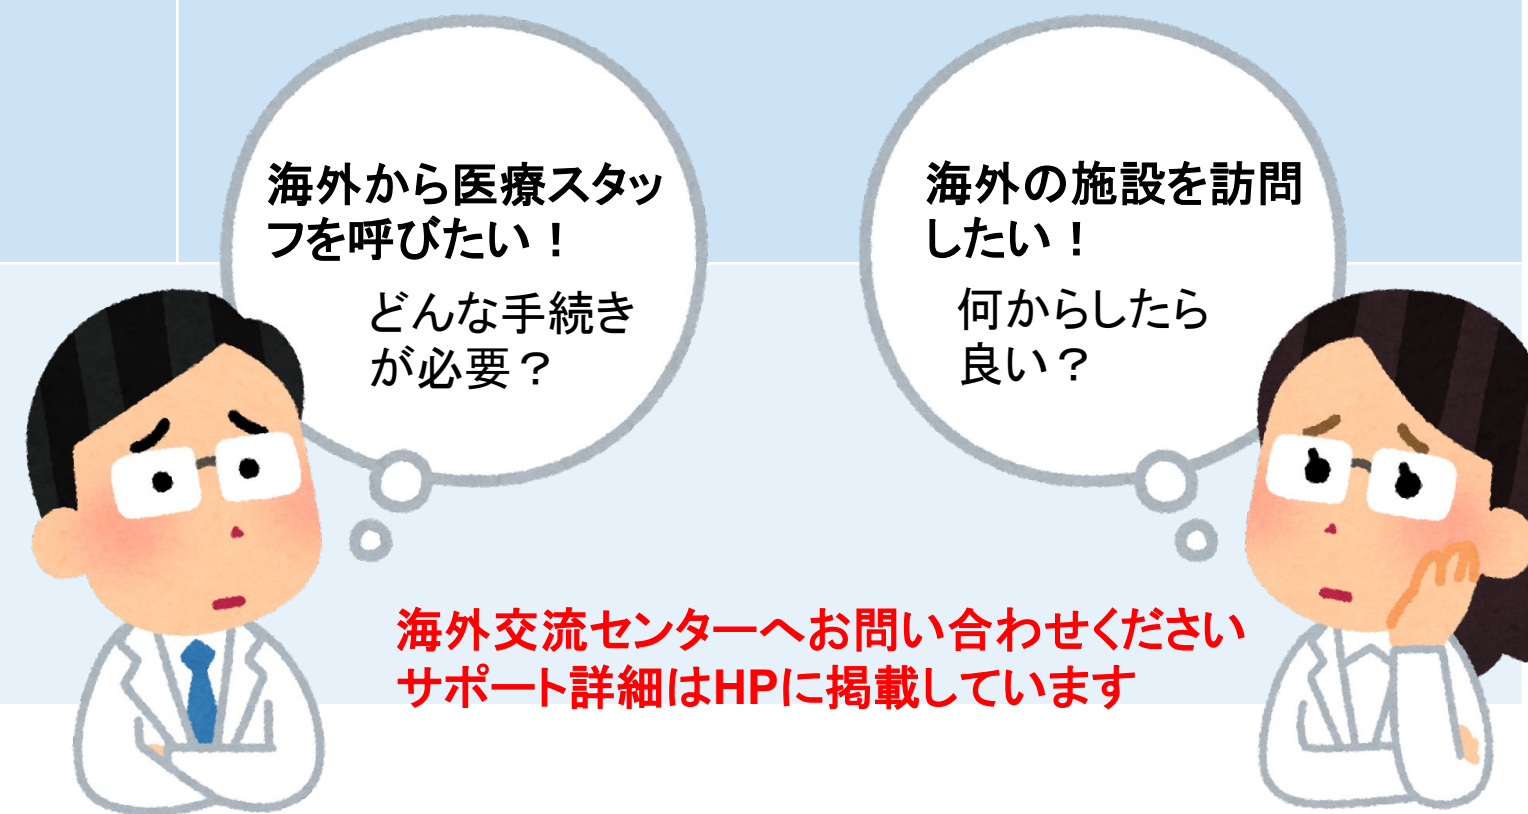 海外から医療スタッ
フを呼びたい！
どんな手続き
が必要？
海外の施設を訪問
したい！
何からしたら
良い？
海外交流センターへお問い合わせください
サポート詳細はHPに掲載しています